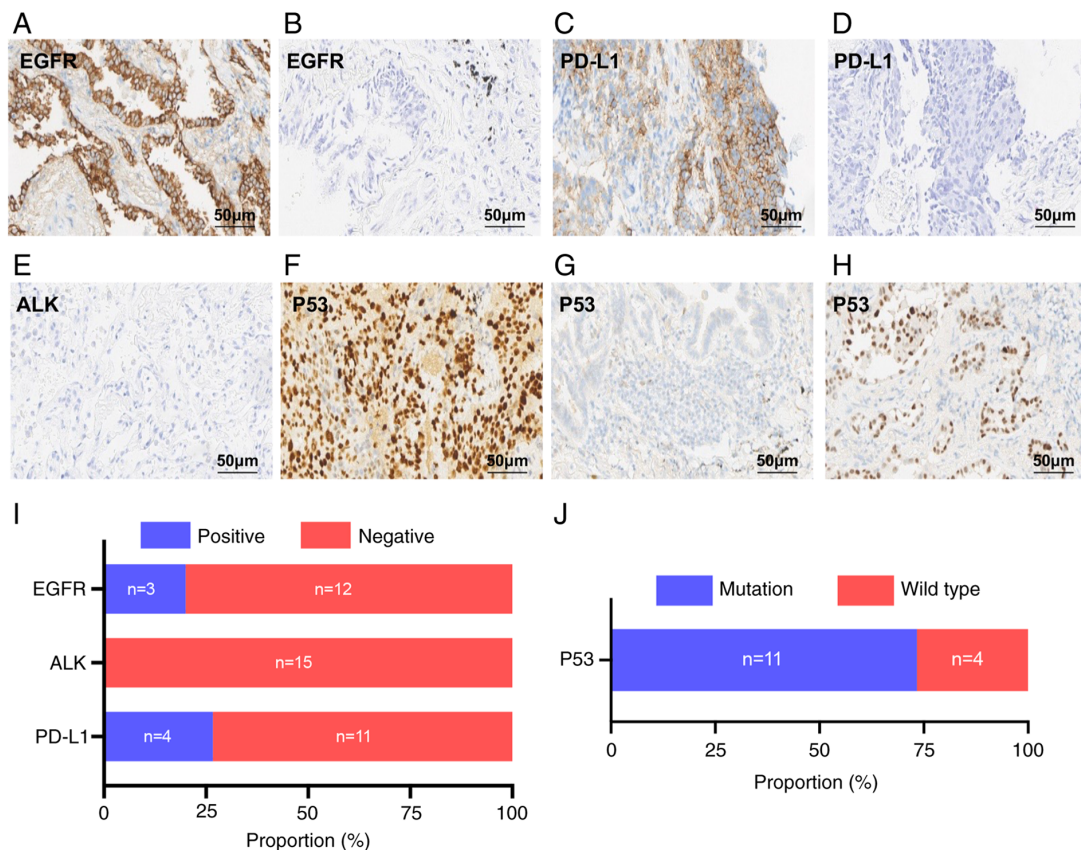 A
B
C
D
EGFR
EGFR
PD-L1
PD-L1
50µm
50µm
50µm
50µm
E
F
G
H
ALK
P53
P53
P53
50µm
50µm
50µm
50µm
I
Positive
Negative
EGFR
n=3
n=12
ALK
n=15
PD-L1
n=4
n=11
0
25
50
75
100
Proportion (%)
J
Mutation
Wild type
P53
n=11
n=4
0
25
50
75
100
Proportion (%)